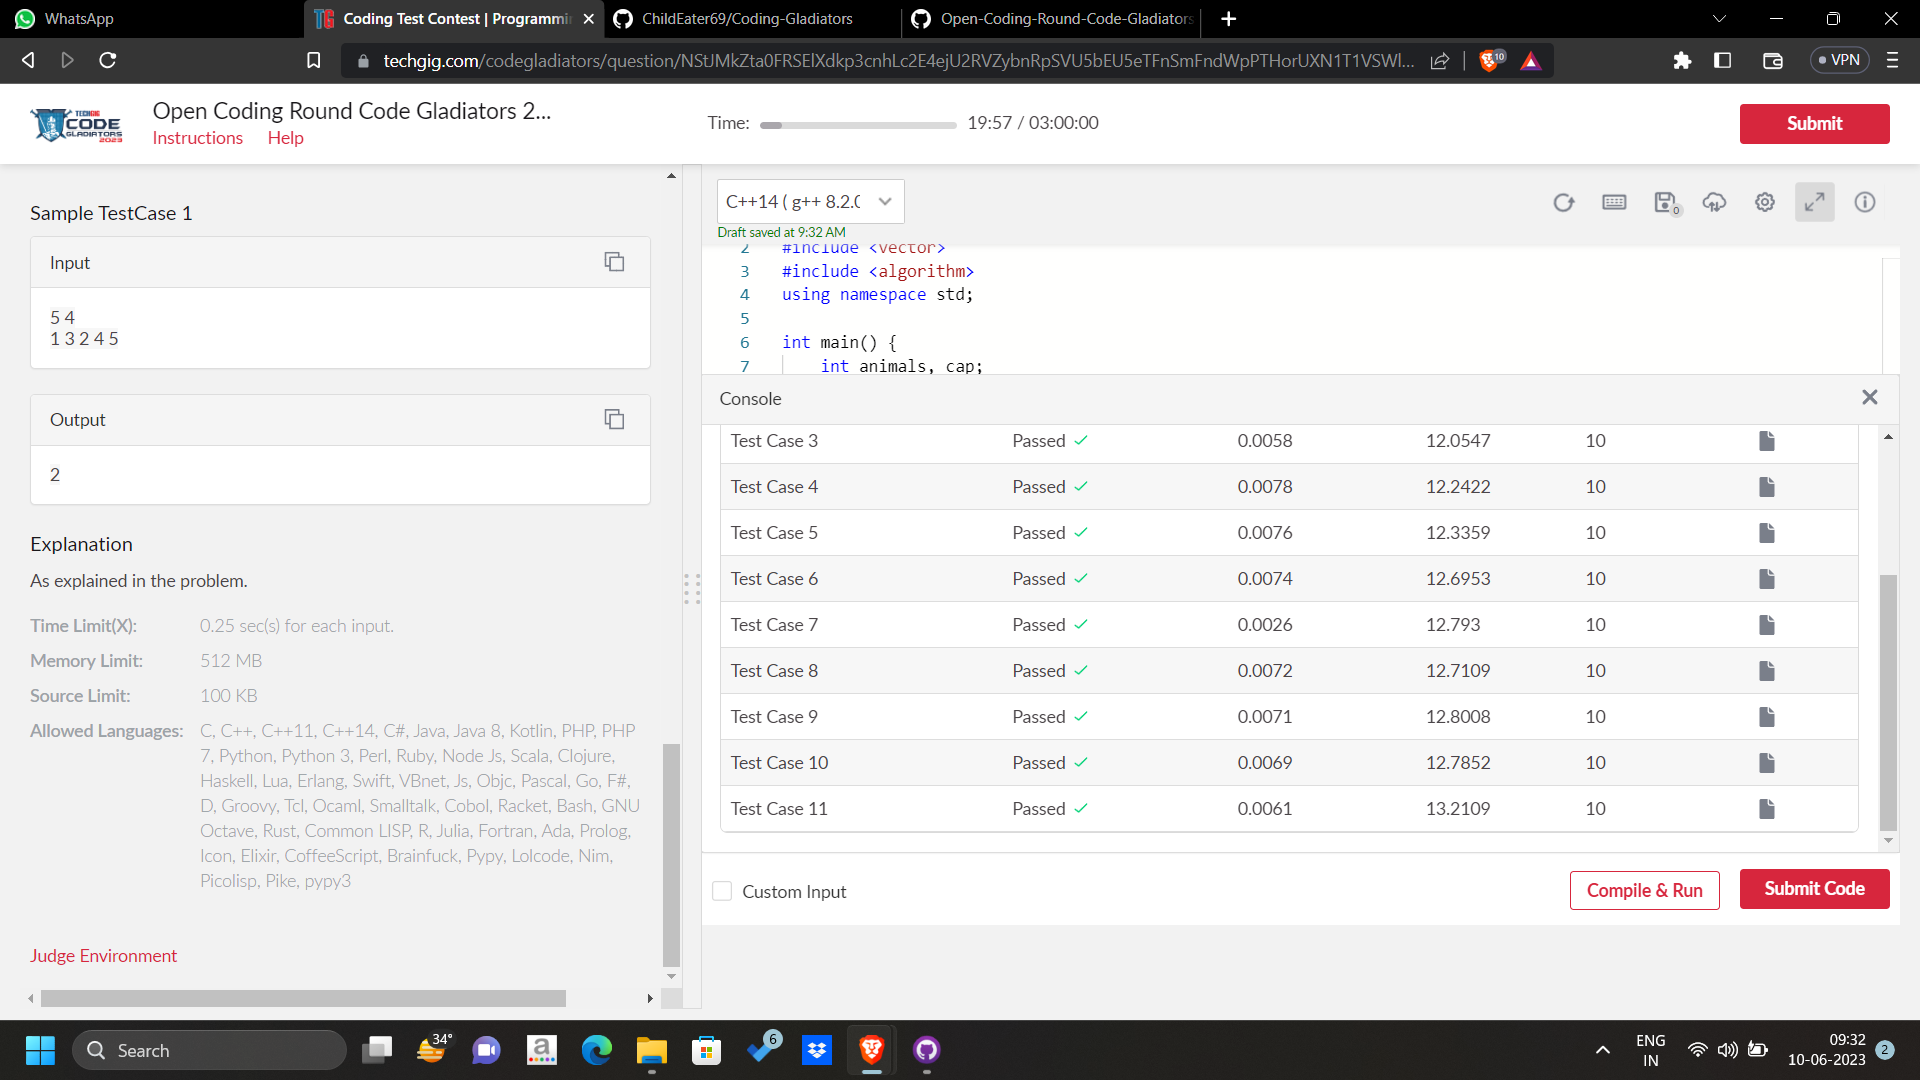 WhatsApp
Coding Test Contest | Programmin
ChildEater69/Coding-Gladiators
Open-Coding-Round-Code-Gladiators
techgig.com/codegladiators/question/NStJMkZta0FRSElXdkp3cnhLc2E4ejU2RVZybnRpSVU5bEU5eTFnSmFndWpPTHorUXN1T1VSWl...
10
VPN
TECHGIG
CODE
GLADIATORS
2023
Open Coding Round Code Gladiators 2...
Instructions Help
Time: 19:57 / 03:00:00
Submit
Sample TestCase 1
Input
5 4
1 3 2 4 5
Output
2
Explanation
As explained in the problem.
Time Limit(X): 0.25 sec(s) for each input.
Memory Limit: 512 MB
Source Limit: 100 KB
Allowed Languages: C, C++, C++11, C++14, C#, Java, Java 8, Kotlin, PHP, PHP
7, Python, Python 3, Perl, Ruby, Node Js, Scala, Clojure,
Haskell, Lua, Erlang, Swift, VBnet, Js, Objc, Pascal, Go, F#,
D, Groovy, Tcl, Ocaml, Smalltalk, Cobol, Racket, Bash, GNU
Octave, Rust, Common LISP, R, Julia, Fortran, Ada, Prolog,
Icon, Elixir, CoffeeScript, Brainfuck, Pypy, Lolcode, Nim,
Picolisp, Pike, pypy3
Judge Environment
C++14 ( g++ 8.2.0
0
Draft saved at 9:32 AM
2 #include <vector>
3 #include <algorithm>
4 using namespace std;
5
6 int main() {
7 int animals, cap;
Console
Test Case 3 Passed 0.0058 12.0547 10
Test Case 4 Passed 0.0078 12.2422 10
Test Case 5 Passed 0.0076 12.3359 10
Test Case 6 Passed 0.0074 12.6953 10
Test Case 7 Passed 0.0026 12.793 10
Test Case 8 Passed 0.0072 12.7109 10
Test Case 9 Passed 0.0071 12.8008 10
Test Case 10 Passed 0.0069 12.7852 10
Test Case 11 Passed 0.0061 13.2109 10
Custom Input
Compile & Run
Submit Code
Search
34°
6
ENG
IN
09:32
10-06-2023
2